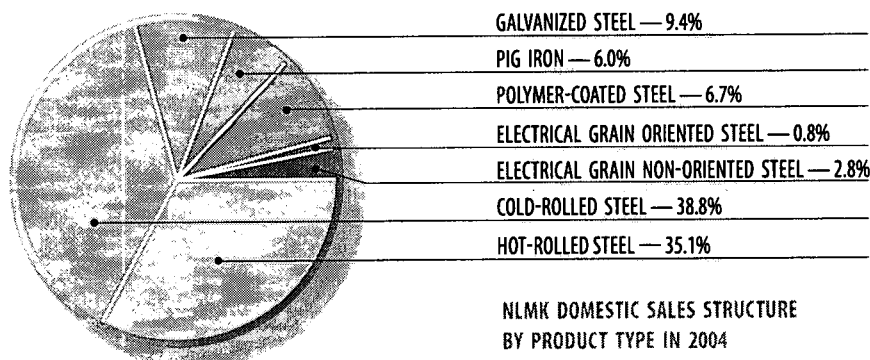 GALVANIZED STEEL — 9.4%
PIG IRON — 6.0%
POLYMER-COATED STEEL — 6.7%
ELECTRICAL GRAIN ORIENTED STEEL — 0.8%
ELECTRICAL GRAIN NON-ORIENTED STEEL — 2.8%
COLD-ROLLED STEEL — 38.8%
HOT-ROLLED STEEL — 35.1%
NLMK DOMESTIC SALES STRUCTURE
BY PRODUCT TYPE IN 2004